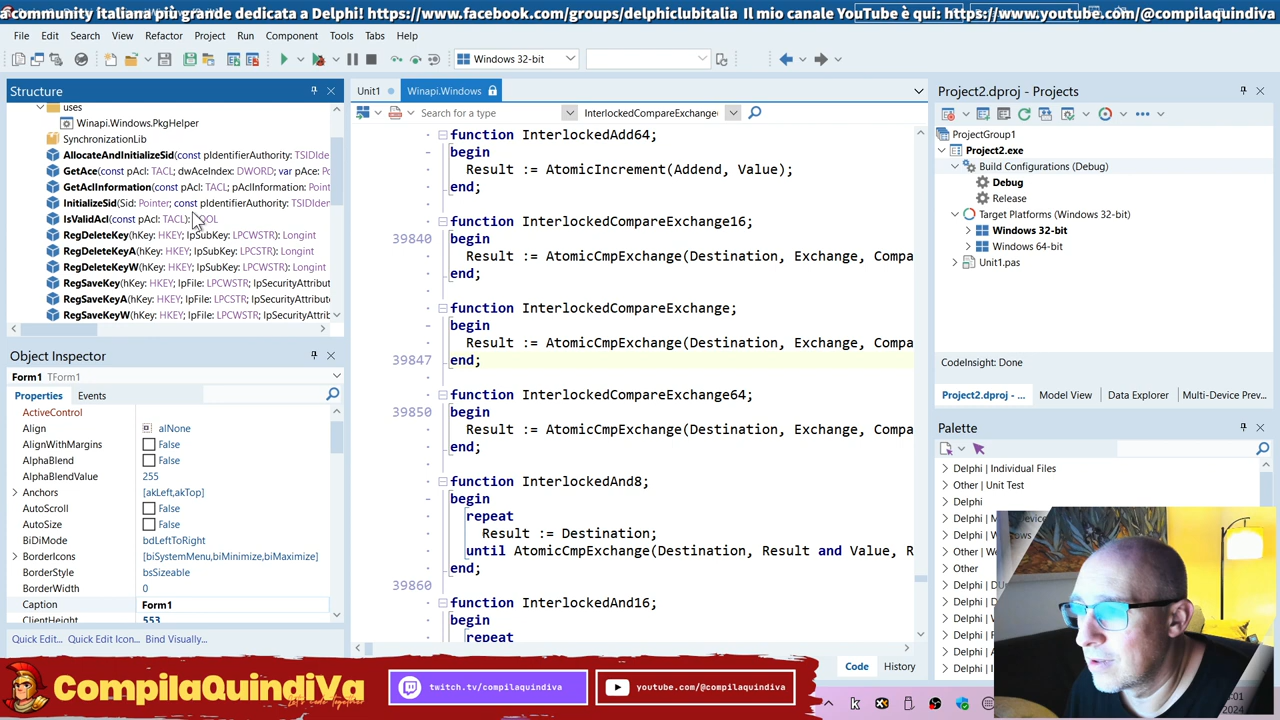 community italiana più grande dedicata a Delphi! https://www.facebook.com/groups/delphiclubitalia Il mio canale YouTube è qui: https://www.youtube.com/@compilaquindiva
File Edit Search View Refactor Project Run Component Tools Tabs Help
Windows 32-bit
Structure
uses
Winapi.Windows.PkgHelper
SynchronizationLib
AllocateAndInitializeSid(const pIdentifierAuthority: TSIDIde
GetAce(const pAcl: TACL; dwAceIndex: DWORD; var pAce: Po
GetAclInformation(const pAcl: TACL; pAclInformation: Point
InitializeSid(Sid: Pointer; const pIdentifierAuthority: TSIDIden
IsValidAcl(const pAcl: TACL): BOOL
RegDeleteKey(hKey: HKEY; lpSubKey: LPCWSTR): Longint
RegDeleteKeyA(hKey: HKEY; lpSubKey: LPCSTR): Longint
RegDeleteKeyW(hKey: HKEY; lpSubKey: LPCWSTR): Longint
RegSaveKey(hKey: HKEY; lpFile: LPCWSTR; lpSecurityAttribut
RegSaveKeyA(hKey: HKEY; lpFile: LPCSTR; lpSecurityAttribute
RegSaveKeyW(hKey: HKEY; lpFile: LPCWSTR; lpSecurityAttrib
Object Inspector
Form1 TForm1
Properties Events
ActiveControl
Align alNone
AlignWithMargins False
AlphaBlend False
AlphaBlendValue 255
Anchors [akLeft,akTop]
AutoScroll False
AutoSize False
BiDiMode bdLeftToRight
BorderIcons [biSystemMenu,biMinimize,biMaximize]
BorderStyle bsSizeable
BorderWidth 0
Caption Form1
ClientHeight 553
Quick Edit... Quick Edit Icon... Bind Visually...
Unit1 Winapi.Windows
Search for a type InterlockedCompareExchange
function InterlockedAdd64;
begin
Result := AtomicIncrement(Addend, Value);
end;
function InterlockedCompareExchange16;
39840 begin
Result := AtomicCmpExchange(Destination, Exchange, Compa
end;
function InterlockedCompareExchange;
begin
Result := AtomicCmpExchange(Destination, Exchange, Compa
39847 end;
function InterlockedCompareExchange64;
39850 begin
Result := AtomicCmpExchange(Destination, Exchange, Compa
end;
function InterlockedAnd8;
begin
repeat
Result := Destination;
until AtomicCmpExchange(Destination, Result and Value, R
end;
39860
function InterlockedAnd16;
begin
repeat
Code History
Project2.dproj - Projects
ProjectGroup1
Project2.exe
Build Configurations (Debug)
Debug
Release
Target Platforms (Windows 32-bit)
Windows 32-bit
Windows 64-bit
Unit1.pas
CodeInsight: Done
Project2.dproj - ... Model View Data Explorer Multi-Device Prev...
Palette
Delphi | Individual Files
Other | Unit Test
Delphi
Other
CompilaQuindiVa
Let's code Together
twitch.tv/compilaquindiva
youtube.com/@compilaquindiva